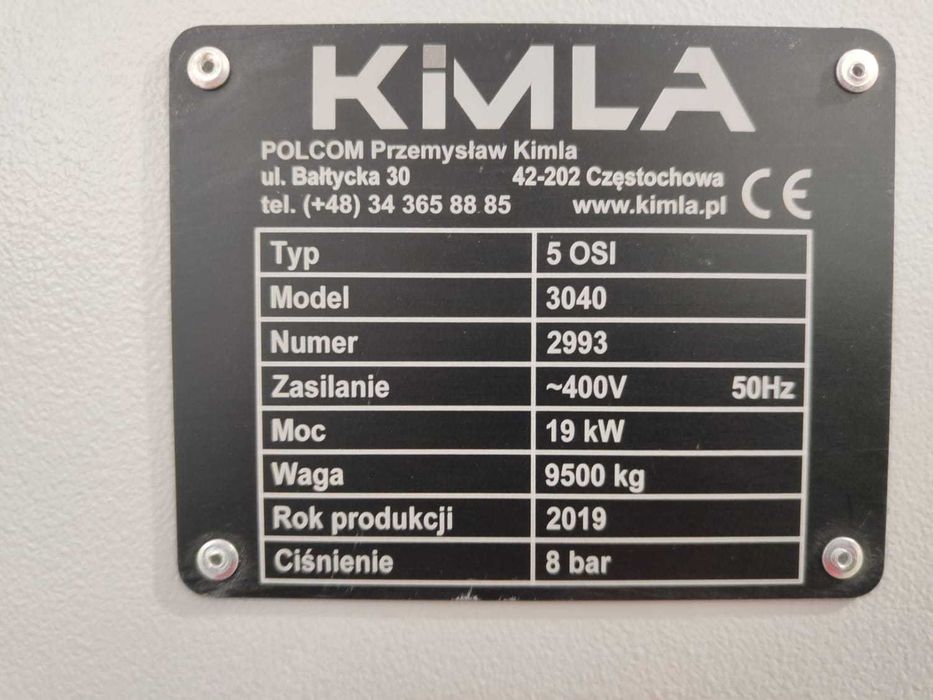 KiMLA
POLCOM Przemysław Kimla
ul. Bałtycka 30 42-202 Częstochowa
tel. (+48) 34 365 88 85 www.kimla.pl CE
Typ 5 OSI
Model 3040
Numer 2993
Zasilanie ~400V 50Hz
Moc 19 kW
Waga 9500 kg
Rok produkcji 2019
Ciśnienie 8 bar